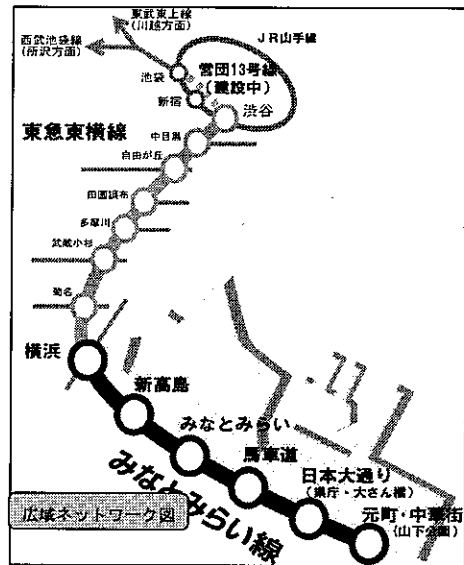 東武東上線
(川越方面)
JR山手線
西武池袋線
(所沢方面)
営団13号線
(建設中)
池袋
新宿
渋谷
東急東横線
中目黒
自由が丘
田園調布
多摩川
武蔵小杉
菊名
横浜
新高島
みなとみらい
馬車道
日本大通り
(県庁・大さん橋)
元町・中華街
(山下公園)
みなとみらい線
広域ネットワーク図